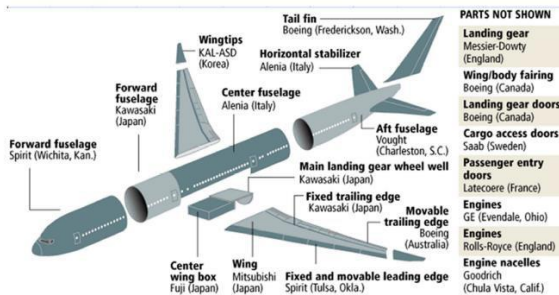 Tail fin
Boeing (Frederickson, Wash.)
Wingtips
KAL-ASD
(Korea)
Horizontal stabilizer
Alenia (Italy)
Forward
fuselage
Kawasaki
(Japan)
Center fuselage
Alenia (Italy)
Forward fuselage
Spirit (Wichita, Kan.)
Aft fuselage
Vought
(Charleston, S.C.)
Main landing gear wheel well
Kawasaki (Japan)
Fixed trailing edge
Kawasaki (Japan)
Movable
trailing edge
Boeing
(Australia)
Center
wing box
Fuji (Japan)
Wing
Mitsubishi
(Japan)
Fixed and movable leading edge
Spirit (Tulsa, Okla.)
PARTS NOT SHOWN
Landing gear
Messier-Dowty
(England)
Wing/body fairing
Boeing (Canada)
Landing gear doors
Boeing (Canada)
Cargo access doors
Saab (Sweden)
Passenger entry
doors
Latecoere (France)
Engines
GE (Evendale, Ohio)
Engines
Rolls-Royce (England)
Engine nacelles
Goodrich
(Chula Vista, Calif.)